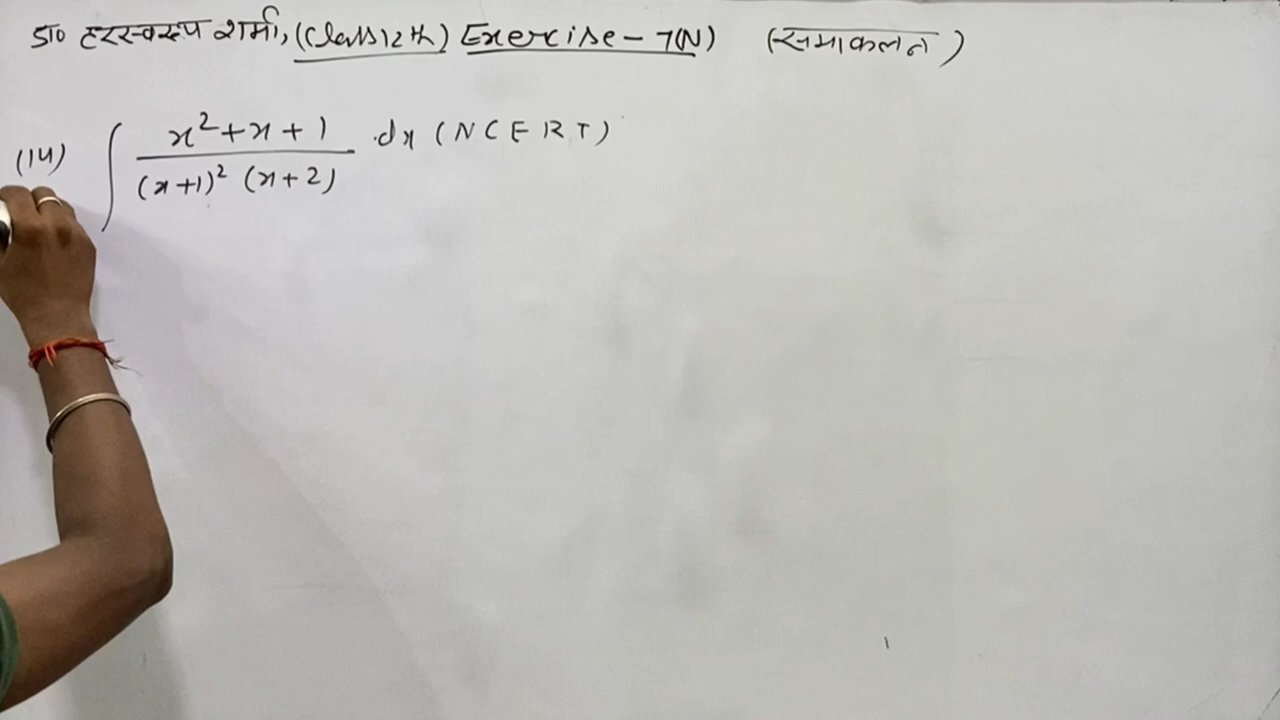 डा० हरस्वरूप शर्मा, (Class 12th) Exercise - 7(N) (समाकलन)
(14) ∫ (x² + x + 1) / ((x+1)² (x+2)) . dx (NCERT)